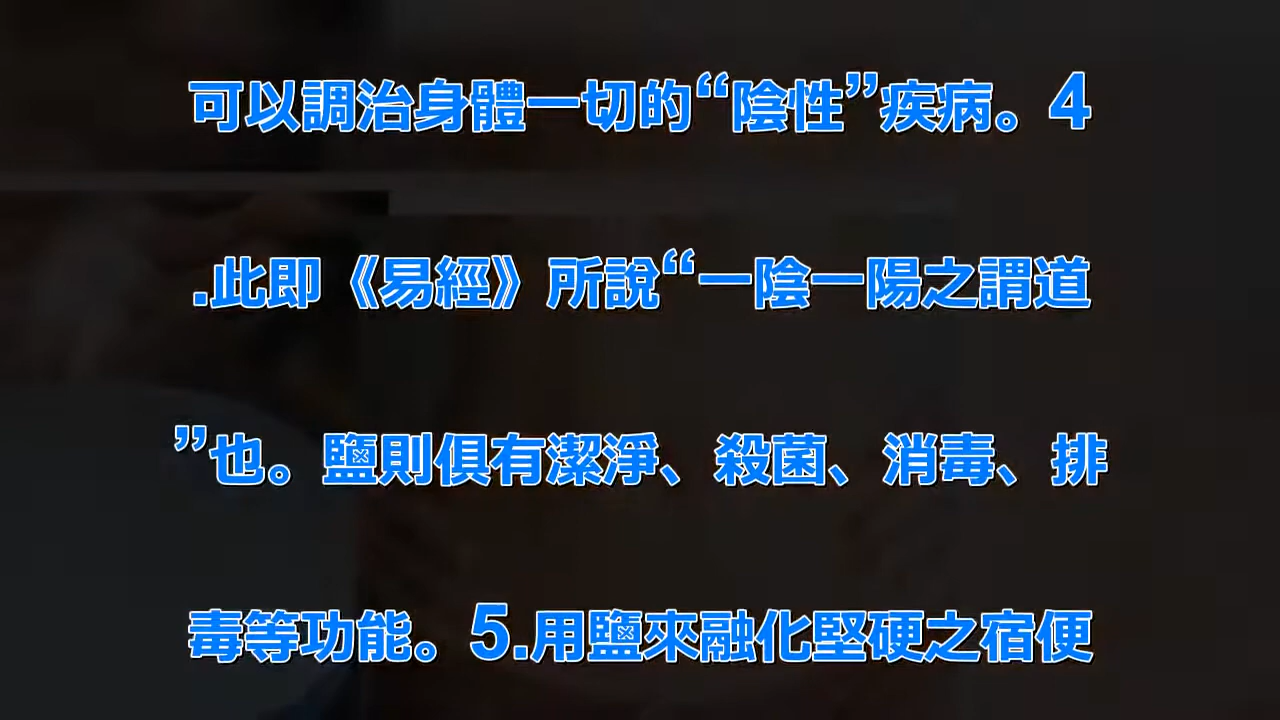 可以調治身體一切的“陰性”疾病。4
.此即《易經》所說“一陰一陽之謂道
”也。鹽則俱有潔淨、殺菌、消毒、排
毒等功能。5.用鹽來融化堅硬之宿便